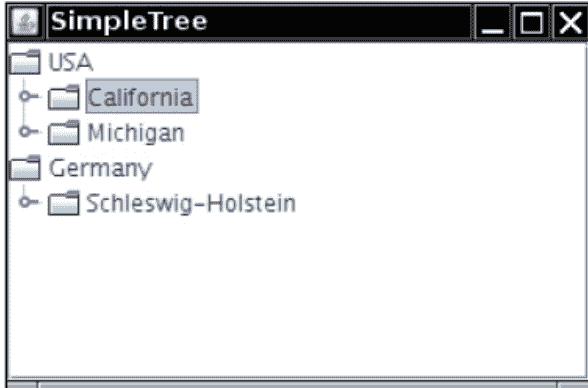 SimpleTree
USA
California
Michigan
Germany
Schleswig-Holstein